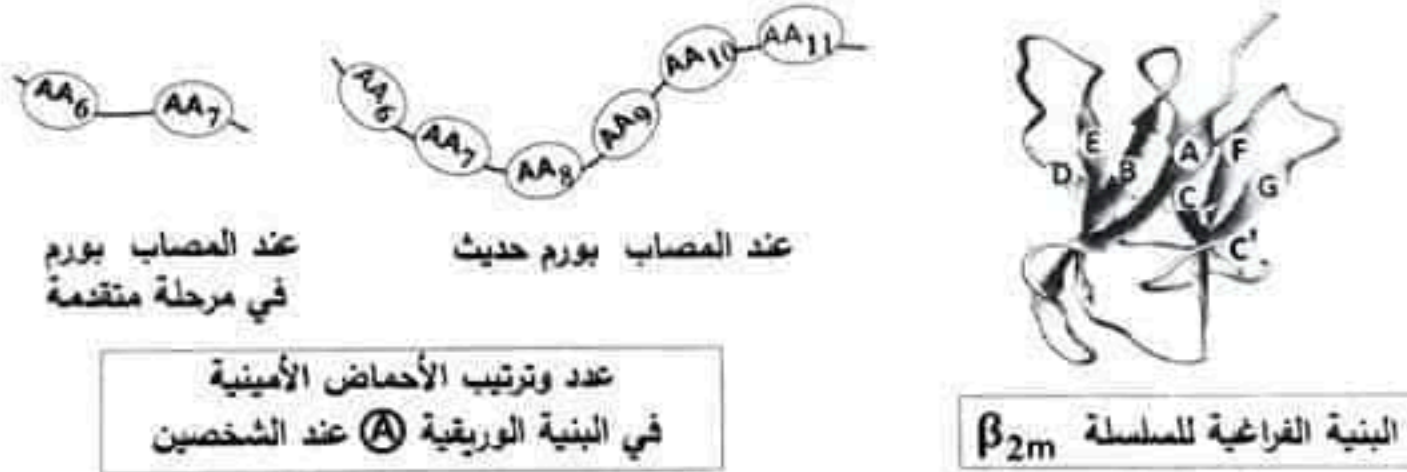 AA6 AA7
AA6 AA7 AA8 AA9 AA10 AA11
عند المصاب بورم
في مرحلة متقدمة
عند المصاب بورم حديث
عدد وترتيب الأحماض الأمينية
في البنية الوريقية Ⓐ عند الشخصين
E D B A C F G C'
البنية الفراغية للسلسلة β2m